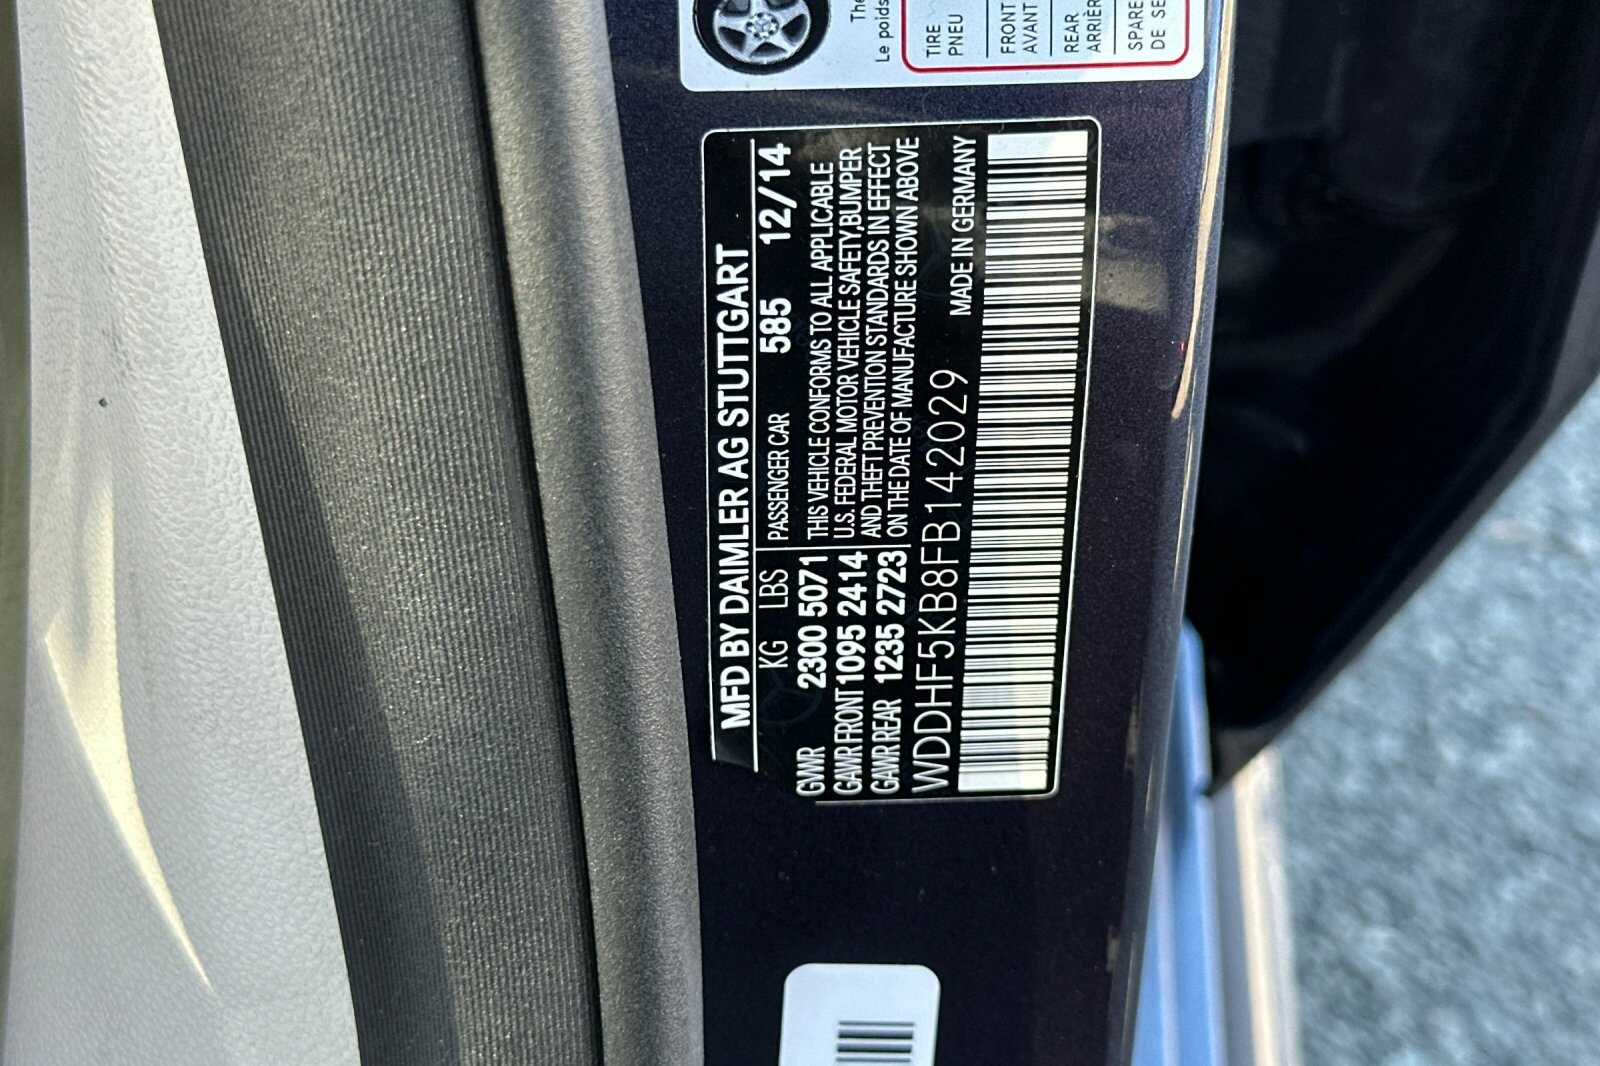 The
Le poids
TIRE
PNEU
FRONT
AVANT
REAR
ARRIÈR
SPARE
DE SE
MFD BY DAIMLER AG STUTTGART
KG LBS PASSENGER CAR 585 12/14
GVWR 2300 5071
GAWR FRONT 1095 2414
GAWR REAR 1235 2723
THIS VEHICLE CONFORMS TO ALL APPLICABLE
U.S. FEDERAL MOTOR VEHICLE SAFETY,BUMPER
AND THEFT PREVENTION STANDARDS IN EFFECT
ON THE DATE OF MANUFACTURE SHOWN ABOVE
WDDHF5KB8FB142029 MADE IN GERMANY